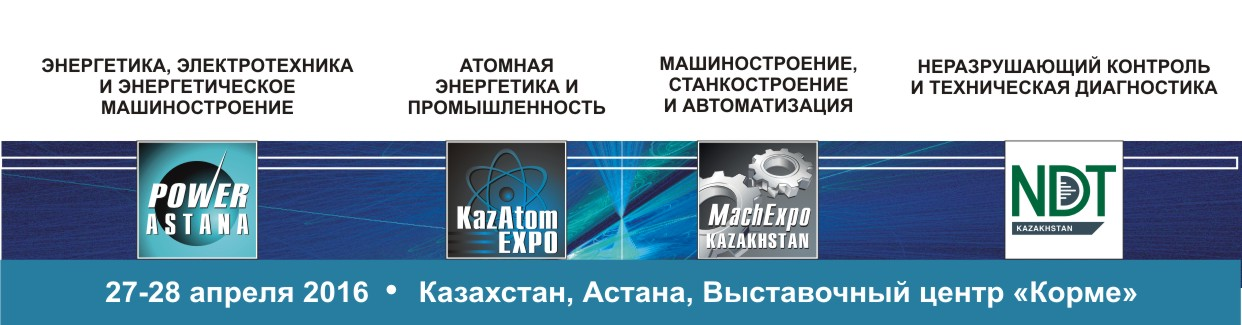 ЭНЕРГЕТИКА, ЭЛЕКТРОТЕХНИКА
И ЭНЕРГЕТИЧЕСКОЕ
МАШИНОСТРОЕНИЕ
АТОМНАЯ
ЭНЕРГЕТИКА И
ПРОМЫШЛЕННОСТЬ
МАШИНОСТРОЕНИЕ,
СТАНКОСТРОЕНИЕ
И АВТОМАТИЗАЦИЯ
НЕРАЗРУШАЮЩИЙ КОНТРОЛЬ
И ТЕХНИЧЕСКАЯ ДИАГНОСТИКА
POWER
ASTANA
KazAtom
EXPO
MachExpo
KAZAKHSTAN
NDT
KAZAKHSTAN
27-28 апреля 2016 • Казахстан, Астана, Выставочный центр «Корме»